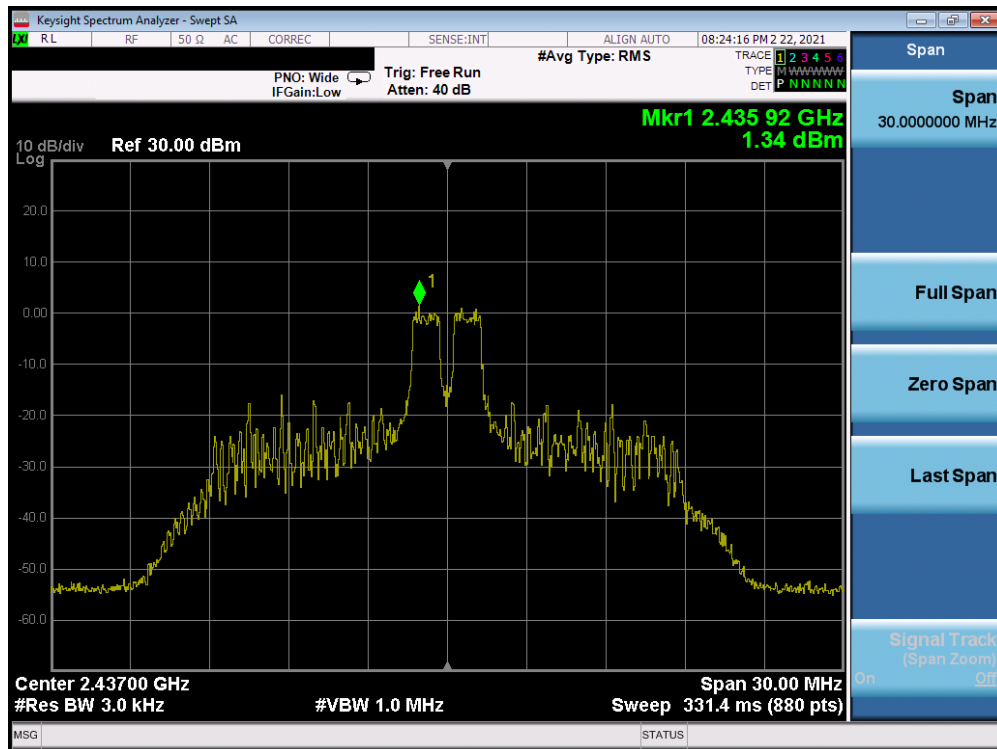 Keysight Spectrum Analyzer - Swept SA
LXI RL RF 50 Ω AC CORREC SENSE:INT ALIGN AUTO 08:24:16 PM 2 22, 2021
Span
#Avg Type: RMS
TRACE 1 2 3 4 5 6
PNO: Wide
Trig: Free Run
TYPE M WWWWW
IFGain:Low
Atten: 40 dB
DET P N N N N N
Span
30.0000000 MHz
Mkr1 2.435 92 GHz
1.34 dBm
10 dB/div Ref 30.00 dBm
Log
20.0
10.0
1
0.00
-10.0
-20.0
-30.0
-40.0
-50.0
-60.0
Full Span
Zero Span
Last Span
Signal Track
(Span Zoom)
On Off
Center 2.43700 GHz Span 30.00 MHz
#Res BW 3.0 kHz #VBW 1.0 MHz Sweep 331.4 ms (880 pts)
MSG STATUS